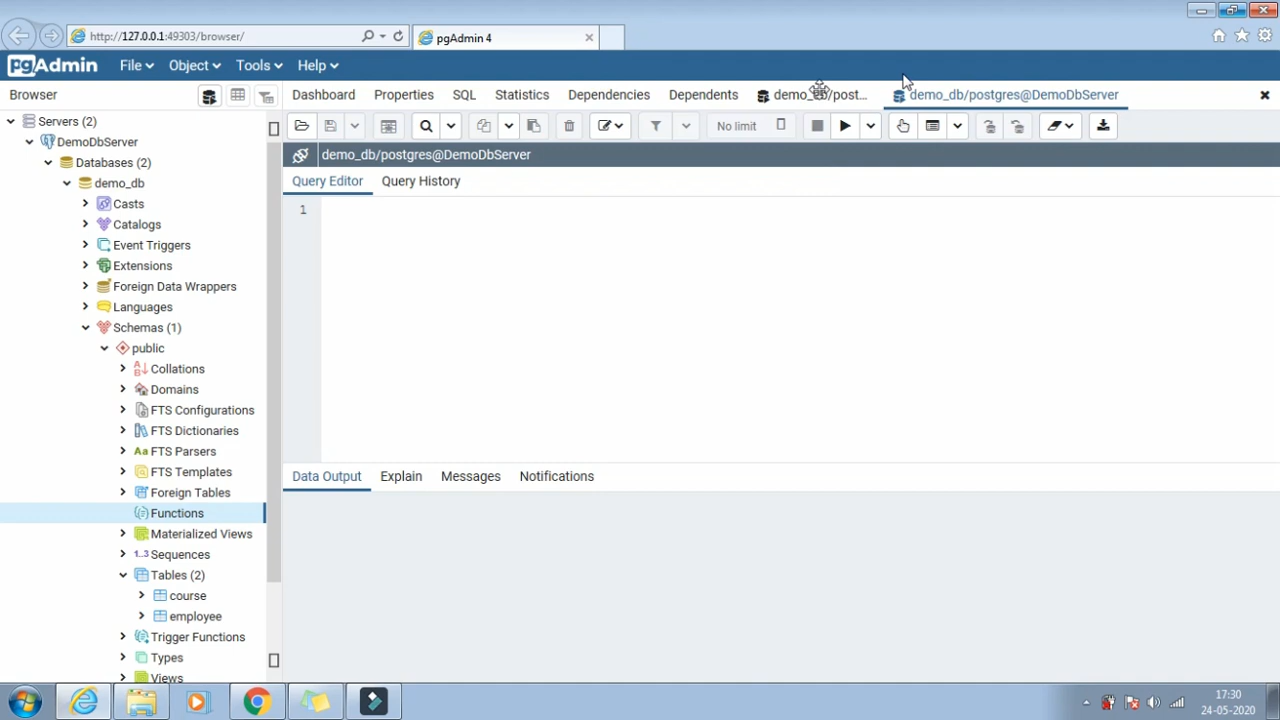 http://127.0.0.1:49303/browser/
pgAdmin 4
pgAdmin
File
Object
Tools
Help
Browser
Dashboard
Properties
SQL
Statistics
Dependencies
Dependents
demo_db/post...
demo_db/postgres@DemoDbServer
No limit
demo_db/postgres@DemoDbServer
Query Editor
Query History
1
Servers (2)
DemoDbServer
Databases (2)
demo_db
Casts
Catalogs
Event Triggers
Extensions
Foreign Data Wrappers
Languages
Schemas (1)
public
Collations
Domains
FTS Configurations
FTS Dictionaries
Aa FTS Parsers
FTS Templates
Foreign Tables
Functions
Materialized Views
1..3 Sequences
Tables (2)
course
employee
Trigger Functions
Types
Views
Data Output
Explain
Messages
Notifications
17:30
24-05-2020